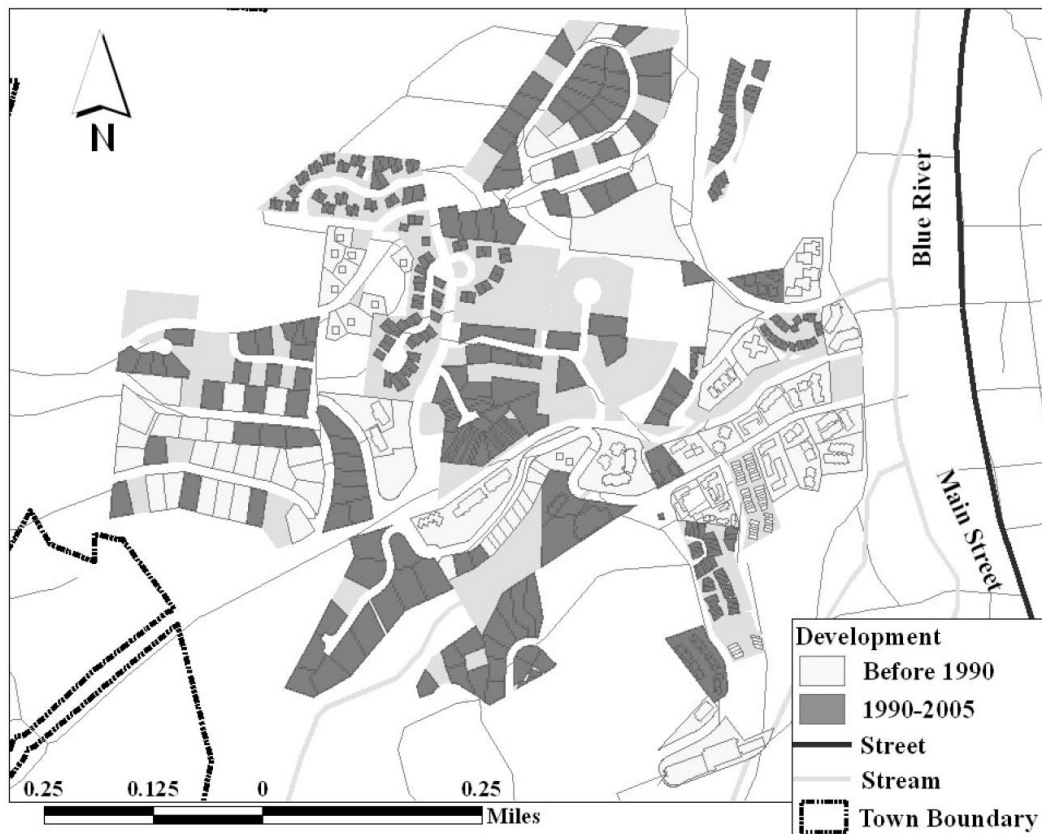 N
Blue River
Main Street
Development
Before 1990
1990-2005
Street
Stream
Town Boundary
0.25 0.125 0 0.25
Miles